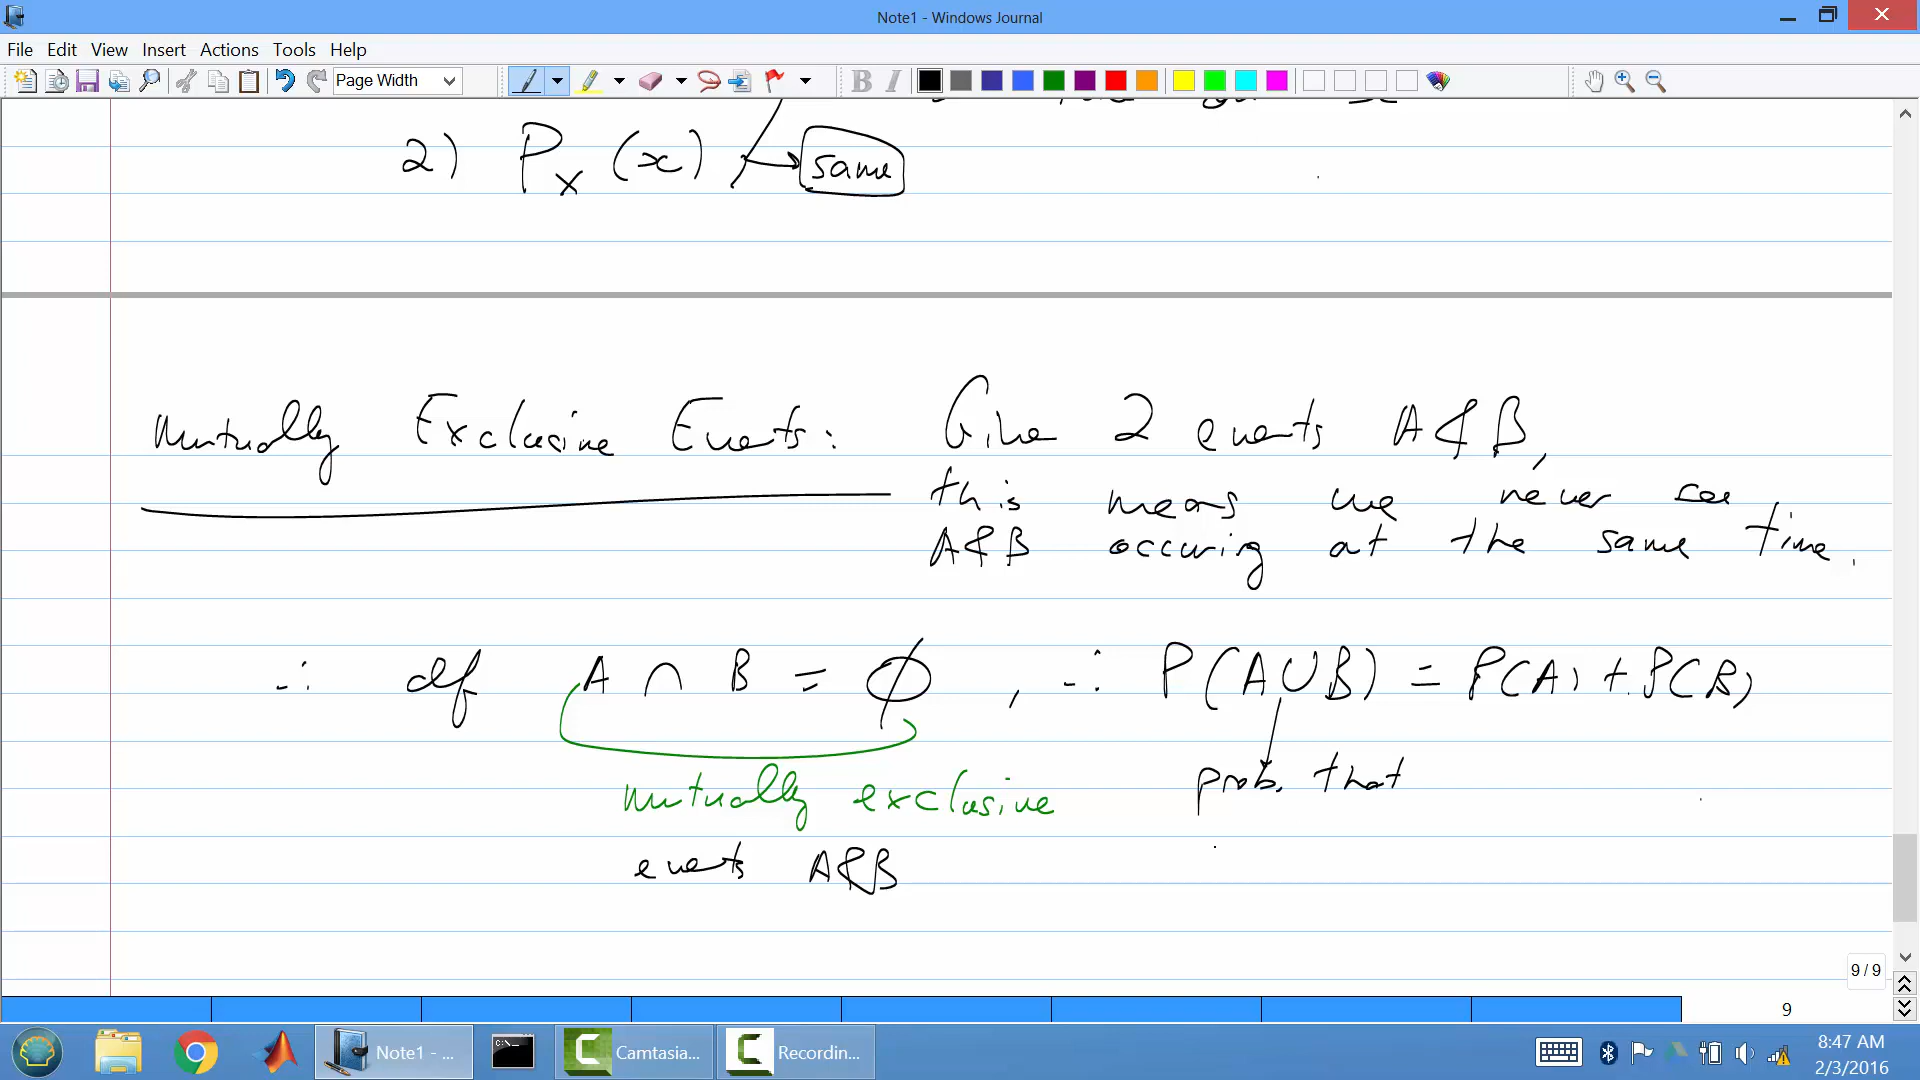 Note1 - Windows Journal
File Edit View Insert Actions Tools Help
Page Width
B I
2) Px (x) same
Mutually Exclusive Events: Given 2 events A & B,
this means we never see
A & B occuring at the same time.
∴ If A ∩ B = ϕ , ∴ P(A∪B) = P(A) + P(B)
mutually exclusive
prob. that
events A&B
9 / 9
9
Note1 - ...
Camtasia...
Recordin...
8:47 AM
2/3/2016